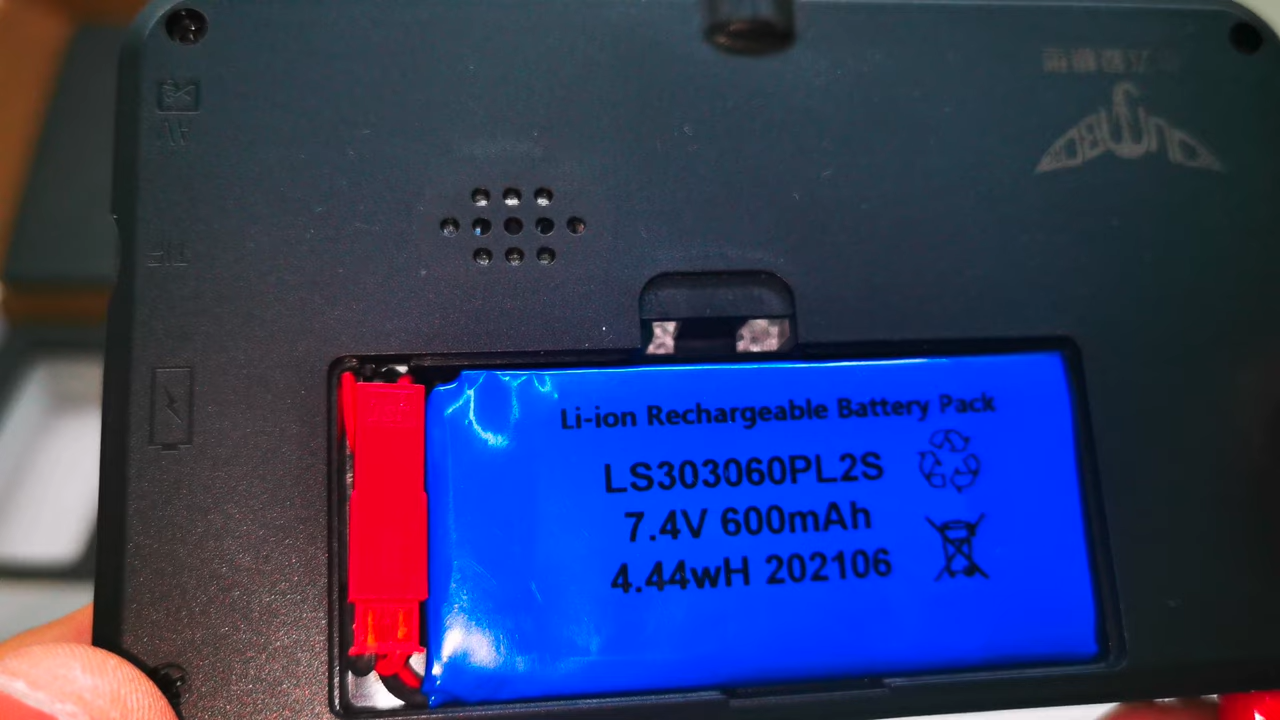 Li-ion Rechargeable Battery Pack
LS303060PL2S
7.4V 600mAh
4.44wH 202106